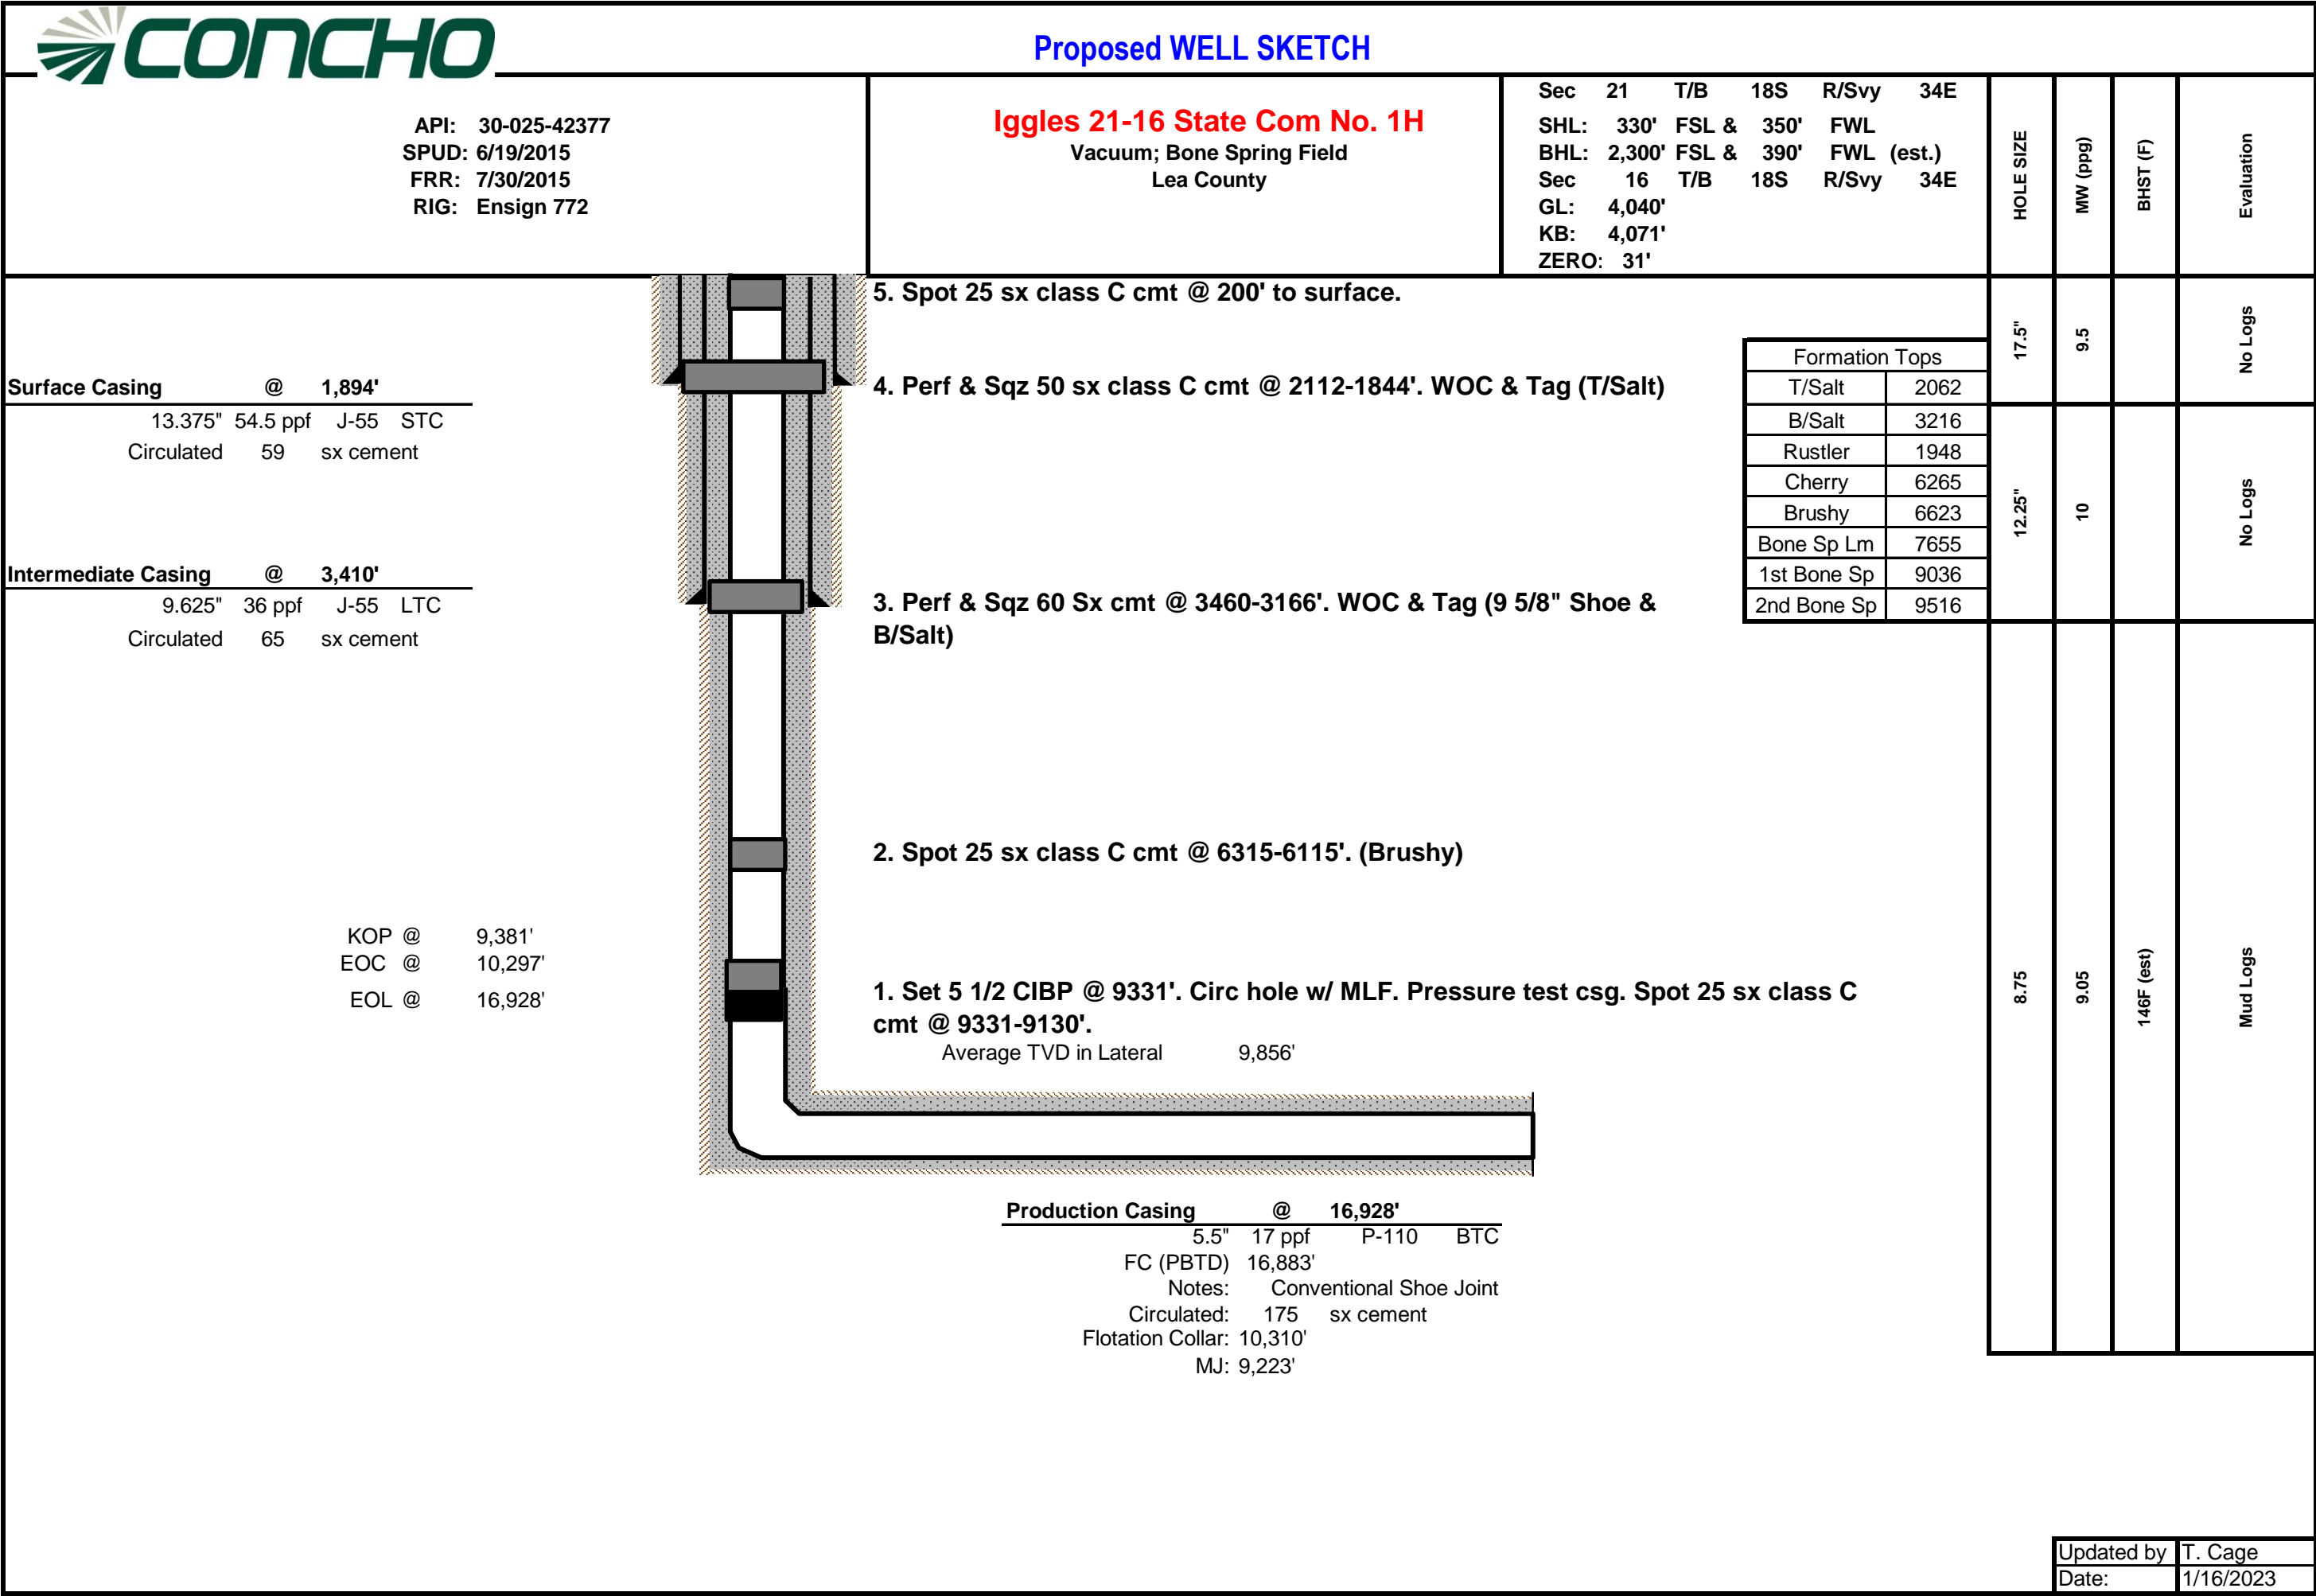 CONCHO
Proposed WELL SKETCH
API: 30-025-42377
SPUD: 6/19/2015
FRR: 7/30/2015
RIG: Ensign 772
Iggles 21-16 State Com No. 1H
Vacuum; Bone Spring Field
Lea County
Sec 21 T/B 18S R/Svy 34E
SHL: 330' FSL & 350' FWL
BHL: 2,300' FSL & 390' FWL (est.)
Sec 16 T/B 18S R/Svy 34E
GL: 4,040'
KB: 4,071'
ZERO: 31'
HOLE SIZE
MW (ppg)
BHST (F)
Evaluation
5. Spot 25 sx class C cmt @ 200' to surface.
17.5"
9.5
No Logs
Surface Casing @ 1,894'
13.375" 54.5 ppf J-55 STC
Circulated 59 sx cement
4. Perf & Sqz 50 sx class C cmt @ 2112-1844'. WOC & Tag (T/Salt)
Formation Tops
T/Salt 2062
B/Salt 3216
Rustler 1948
Cherry 6265
Brushy 6623
Bone Sp Lm 7655
1st Bone Sp 9036
2nd Bone Sp 9516
12.25"
10
No Logs
Intermediate Casing @ 3,410'
9.625" 36 ppf J-55 LTC
Circulated 65 sx cement
3. Perf & Sqz 60 Sx cmt @ 3460-3166'. WOC & Tag (9 5/8" Shoe &
B/Salt)
2. Spot 25 sx class C cmt @ 6315-6115'. (Brushy)
KOP @ 9,381'
EOC @ 10,297'
EOL @ 16,928'
1. Set 5 1/2 CIBP @ 9331'. Circ hole w/ MLF. Pressure test csg. Spot 25 sx class C
cmt @ 9331-9130'.
Average TVD in Lateral 9,856'
8.75
9.05
146F (est)
Mud Logs
Production Casing @ 16,928'
5.5" 17 ppf P-110 BTC
FC (PBTD) 16,883'
Notes: Conventional Shoe Joint
Circulated: 175 sx cement
Flotation Collar: 10,310'
MJ: 9,223'
Updated by T. Cage
Date: 1/16/2023